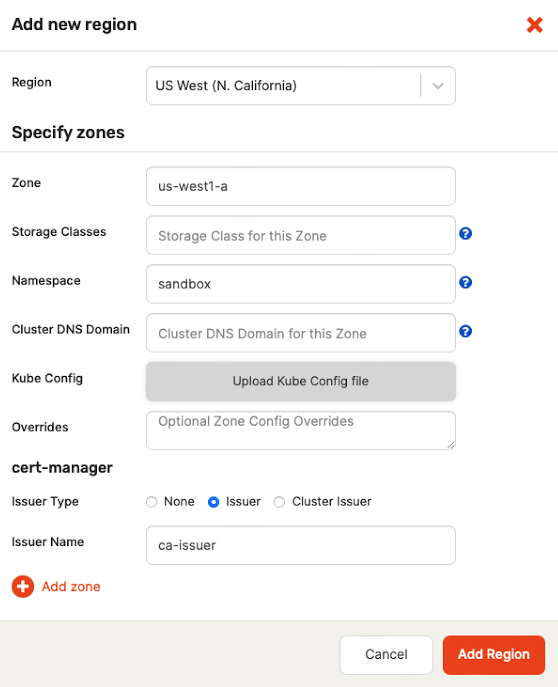 Add new region
Region
US West (N. California)
Specify zones
Zone
us-west1-a
Storage Classes
Storage Class for this Zone
Namespace
sandbox
Cluster DNS Domain
Cluster DNS Domain for this Zone
Kube Config
Upload Kube Config file
Overrides
Optional Zone Config Overrides
cert-manager
Issuer Type
None
Issuer
Cluster Issuer
Issuer Name
ca-issuer
Add zone
Cancel
Add Region